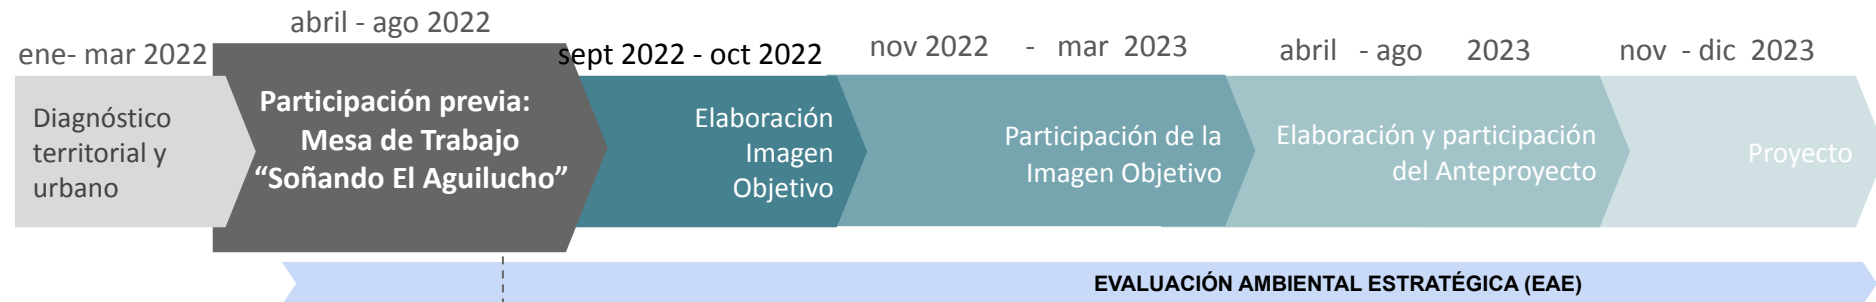 ene- mar 2022
abril - ago 2022
sept 2022 - oct 2022
nov 2022 - mar 2023
abril - ago 2023
nov - dic 2023
Diagnóstico
territorial y
urbano
Participación previa:
Mesa de Trabajo
“Soñando El Aguilucho”
Elaboración
Imagen
Objetivo
Participación de la
Imagen Objetivo
Elaboración y participación
del Anteproyecto
Proyecto
EVALUACIÓN AMBIENTAL ESTRATÉGICA (EAE)